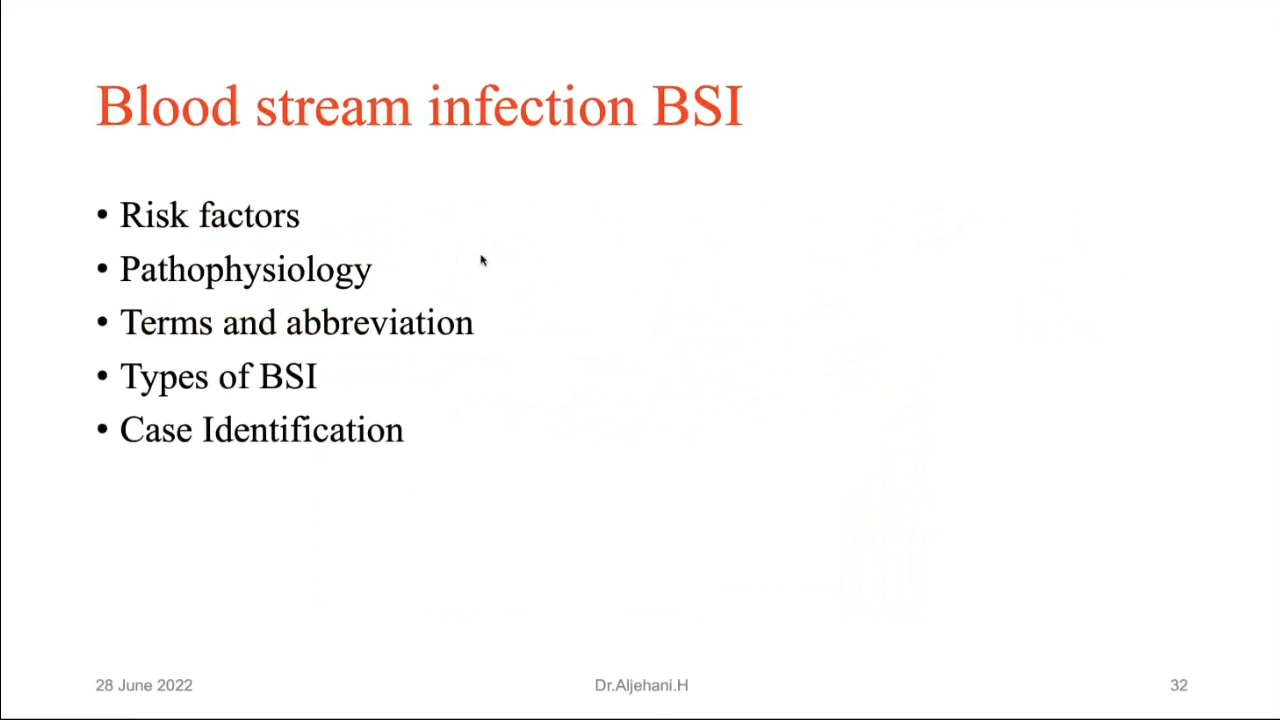 Blood stream infection BSI
• Risk factors
• Pathophysiology
• Terms and abbreviation
• Types of BSI
• Case Identification
28 June 2022
Dr.Aljehani.H
32